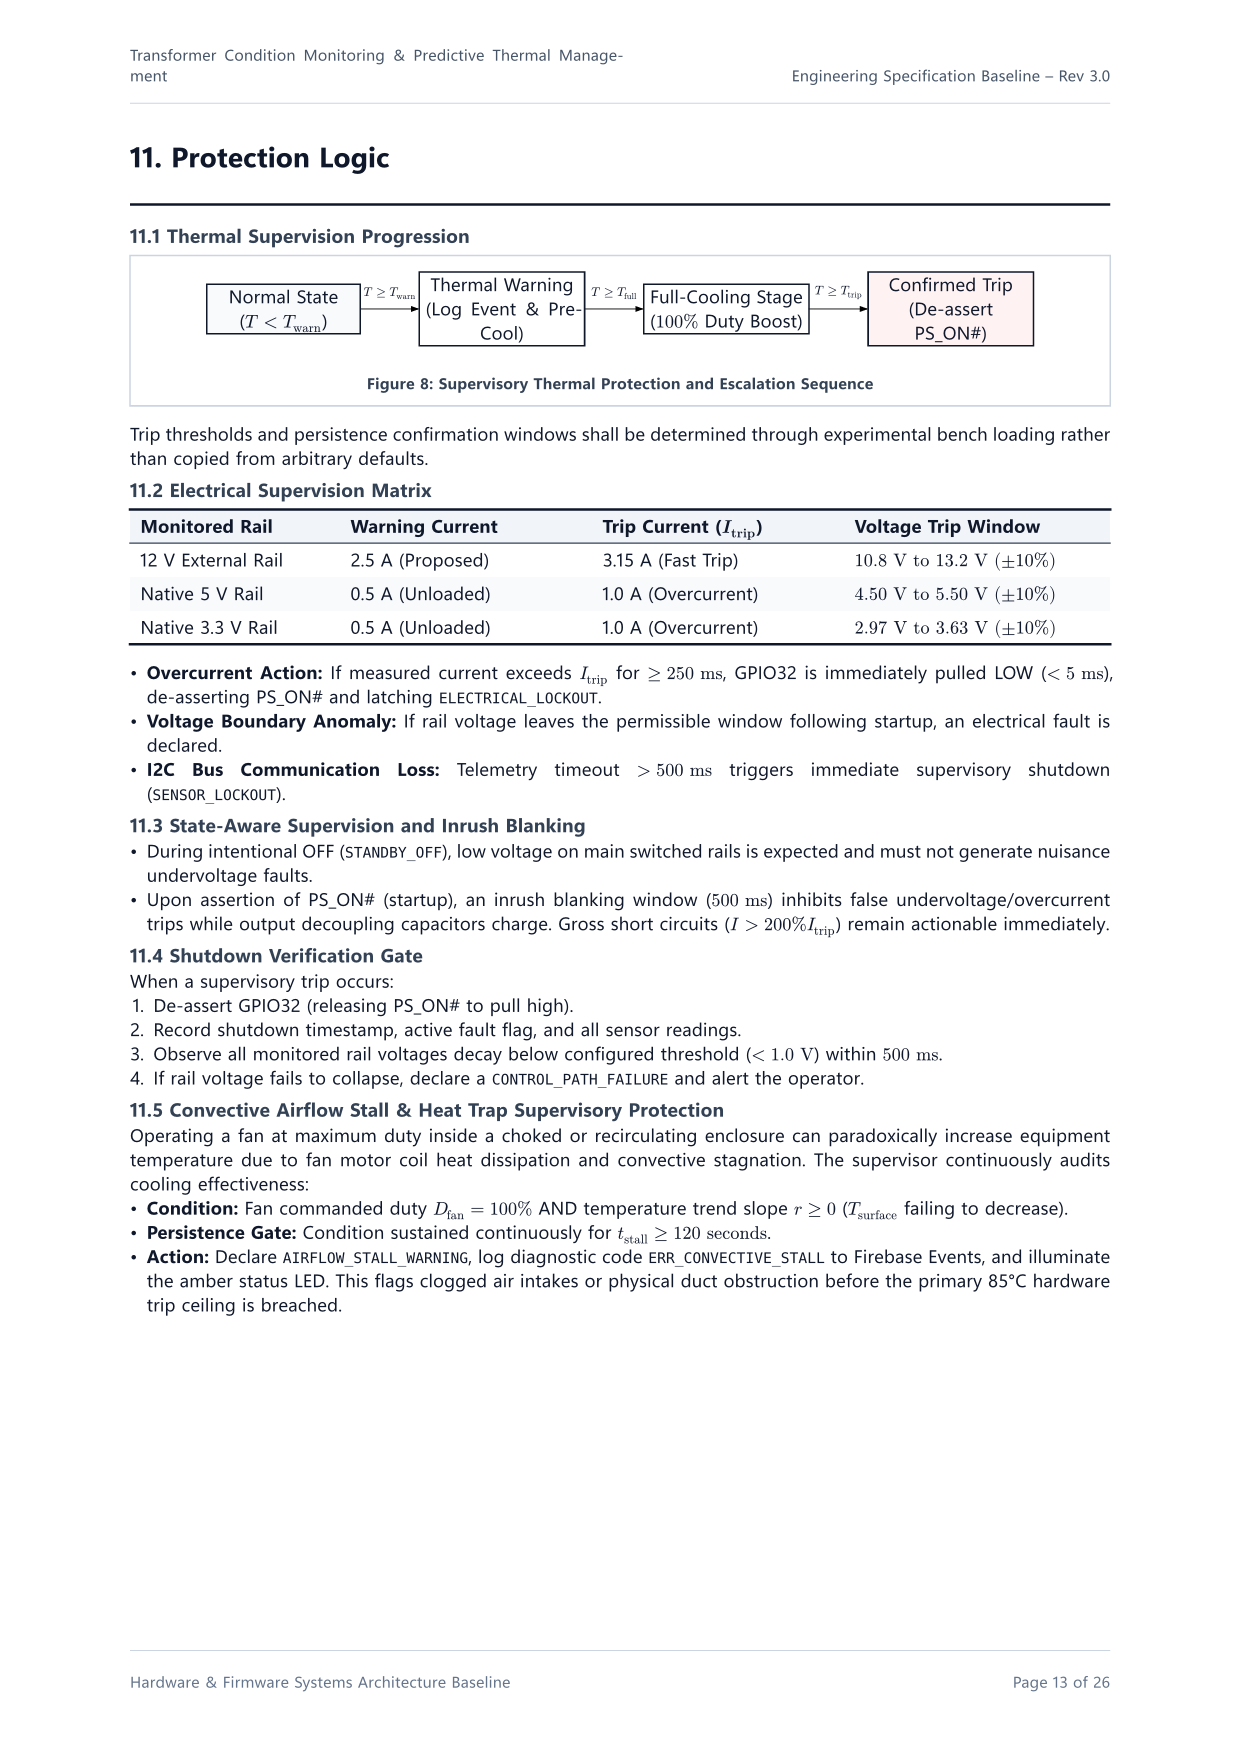 Transformer Condition Monitoring & Predictive Thermal Manage-
ment
Engineering Specification Baseline – Rev 3.0
11. Protection Logic
11.1 Thermal Supervision Progression
Normal State
(T < T_warn)
T ≥ T_warn
Thermal Warning
(Log Event & Pre-
Cool)
T ≥ T_full
Full-Cooling Stage
(100% Duty Boost)
T ≥ T_trip
Confirmed Trip
(De-assert
PS_ON#)
Figure 8: Supervisory Thermal Protection and Escalation Sequence
Trip thresholds and persistence confirmation windows shall be determined through experimental bench loading rather
than copied from arbitrary defaults.
11.2 Electrical Supervision Matrix
Monitored Rail Warning Current Trip Current (I_trip) Voltage Trip Window
12 V External Rail 2.5 A (Proposed) 3.15 A (Fast Trip) 10.8 V to 13.2 V (±10%)
Native 5 V Rail 0.5 A (Unloaded) 1.0 A (Overcurrent) 4.50 V to 5.50 V (±10%)
Native 3.3 V Rail 0.5 A (Unloaded) 1.0 A (Overcurrent) 2.97 V to 3.63 V (±10%)
• Overcurrent Action: If measured current exceeds I_trip for ≥ 250 ms, GPIO32 is immediately pulled LOW (< 5 ms),
de-asserting PS_ON# and latching ELECTRICAL_LOCKOUT.
• Voltage Boundary Anomaly: If rail voltage leaves the permissible window following startup, an electrical fault is
declared.
• I2C Bus Communication Loss: Telemetry timeout > 500 ms triggers immediate supervisory shutdown
(SENSOR_LOCKOUT).
11.3 State-Aware Supervision and Inrush Blanking
• During intentional OFF (STANDBY_OFF), low voltage on main switched rails is expected and must not generate nuisance
undervoltage faults.
• Upon assertion of PS_ON# (startup), an inrush blanking window (500 ms) inhibits false undervoltage/overcurrent
trips while output decoupling capacitors charge. Gross short circuits (I > 200%I_trip) remain actionable immediately.
11.4 Shutdown Verification Gate
When a supervisory trip occurs:
1. De-assert GPIO32 (releasing PS_ON# to pull high).
2. Record shutdown timestamp, active fault flag, and all sensor readings.
3. Observe all monitored rail voltages decay below configured threshold (< 1.0 V) within 500 ms.
4. If rail voltage fails to collapse, declare a CONTROL_PATH_FAILURE and alert the operator.
11.5 Convective Airflow Stall & Heat Trap Supervisory Protection
Operating a fan at maximum duty inside a choked or recirculating enclosure can paradoxically increase equipment
temperature due to fan motor coil heat dissipation and convective stagnation. The supervisor continuously audits
cooling effectiveness:
• Condition: Fan commanded duty D_fan = 100% AND temperature trend slope r ≥ 0 (T_surface failing to decrease).
• Persistence Gate: Condition sustained continuously for t_stall ≥ 120 seconds.
• Action: Declare AIRFLOW_STALL_WARNING, log diagnostic code ERR_CONVECTIVE_STALL to Firebase Events, and illuminate
the amber status LED. This flags clogged air intakes or physical duct obstruction before the primary 85°C hardware
trip ceiling is breached.
Hardware & Firmware Systems Architecture Baseline
Page 13 of 26